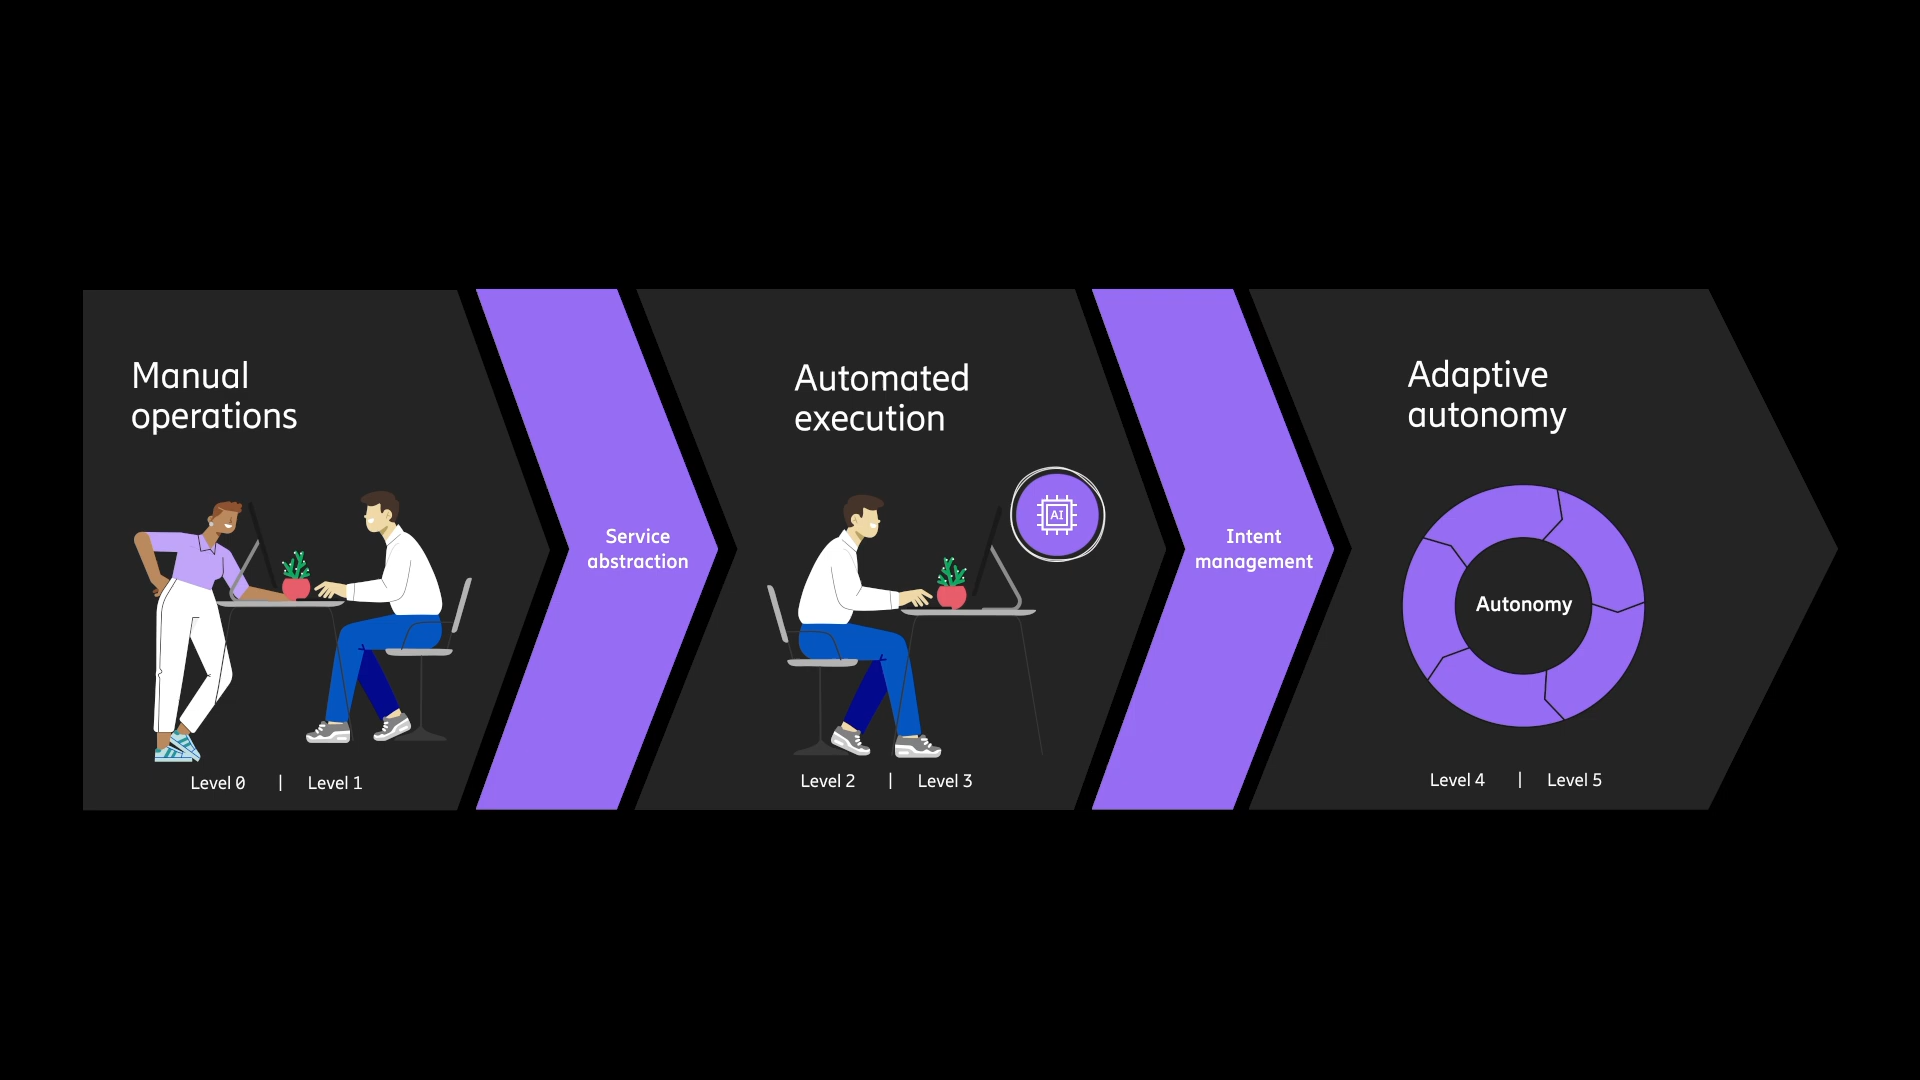 Manual
operations
Level 0 | Level 1
Service
abstraction
Automated
execution
AI
Level 2 | Level 3
Intent
management
Adaptive
autonomy
Autonomy
Level 4 | Level 5